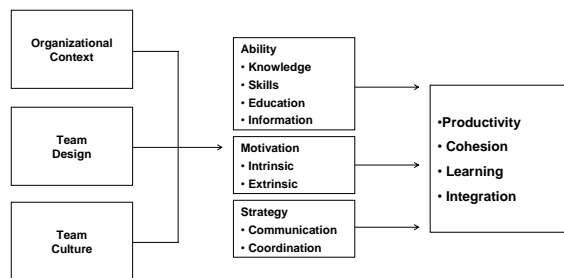 Organizational
Context
Team
Design
Team
Culture
Ability
• Knowledge
• Skills
• Education
• Information
Motivation
• Intrinsic
• Extrinsic
Strategy
• Communication
• Coordination
•Productivity
• Cohesion
• Learning
• Integration